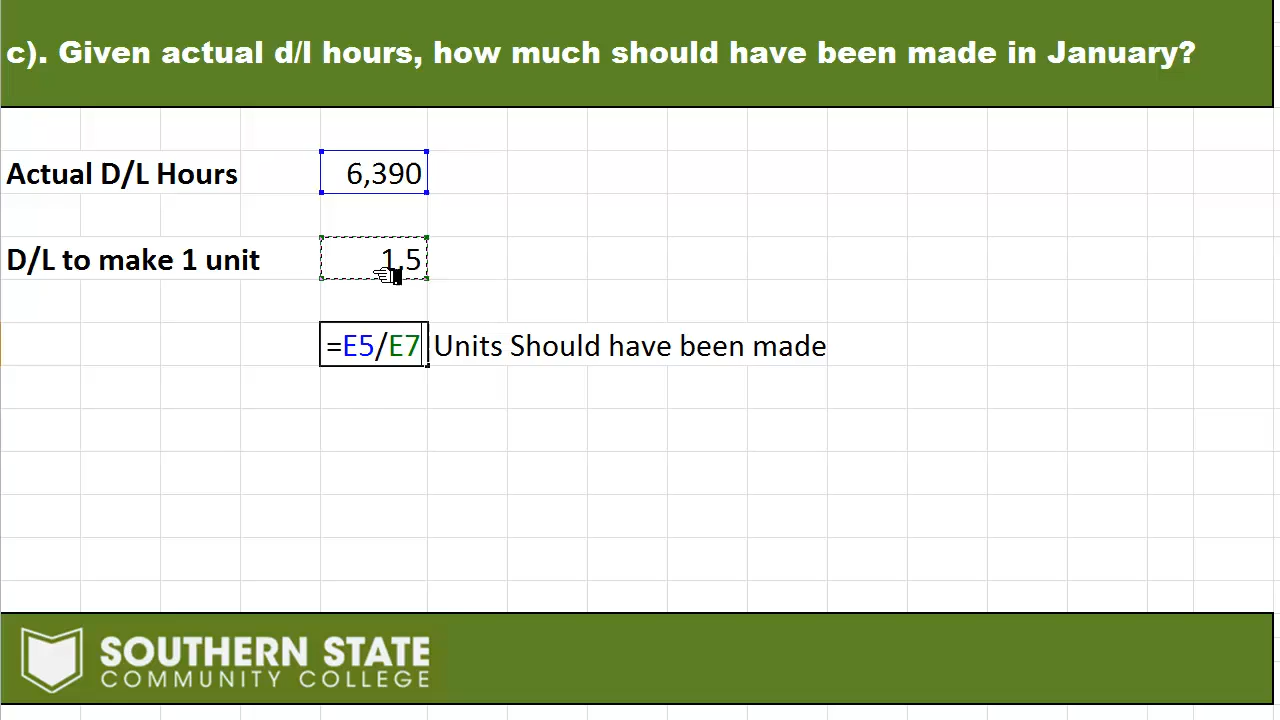 c). Given actual d/l hours, how much should have been made in January?
Actual D/L Hours 6,390
D/L to make 1 unit 1.5
=E5/E7 Units Should have been made
SOUTHERN STATE
COMMUNITY COLLEGE